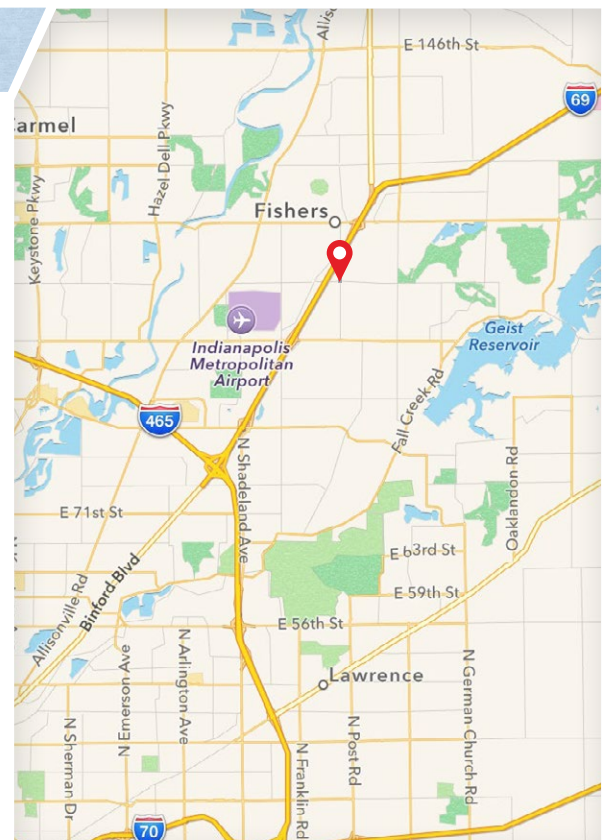 Allis
E 146th St
69
armel
Hazel Dell Pkwy
Keystone Pkwy
Fishers
Indianapolis
Metropolitan
Airport
Geist
Reservoir
465
Fall Creek Rd
N Shadeland Ave
Oaklandon Rd
E 71st St
E 63rd St
Binford Blvd
Allisonville Rd
E 59th St
E 56th St
Lawrence
N Emerson Ave
N Arlington Ave
N German Church Rd
N Sherman Dr
N Post Rd
N Franklin Rd
70